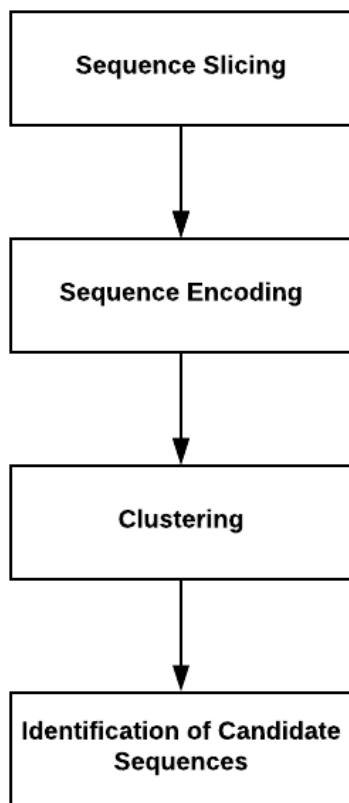 Sequence Slicing
Sequence Encoding
Clustering
Identification of Candidate
Sequences